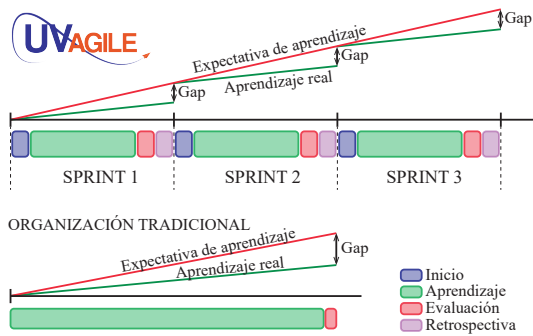 UVAGILE
Gap
Expectativa de aprendizaje
Gap
Aprendizaje real
Gap
SPRINT 1
SPRINT 2
SPRINT 3
ORGANIZACIÓN TRADICIONAL
Expectativa de aprendizaje
Gap
Aprendizaje real
Inicio
Aprendizaje
Evaluación
Retrospectiva